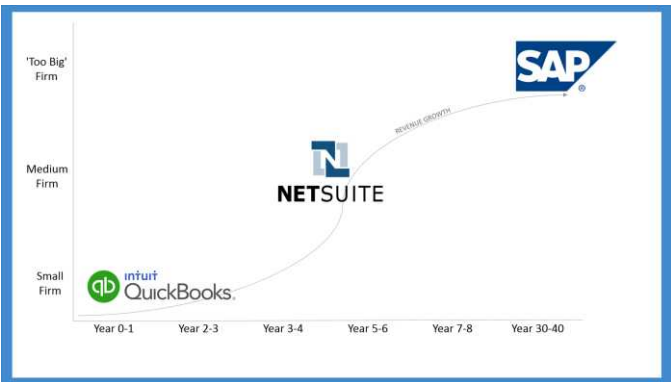 'Too Big'
Firm
SAP®
REVENUE GROWTH
Medium
Firm
N
NETSUITE
Small
Firm
qb
intuit
QuickBooks.
Year 0-1 Year 2-3 Year 3-4 Year 5-6 Year 7-8 Year 30-40